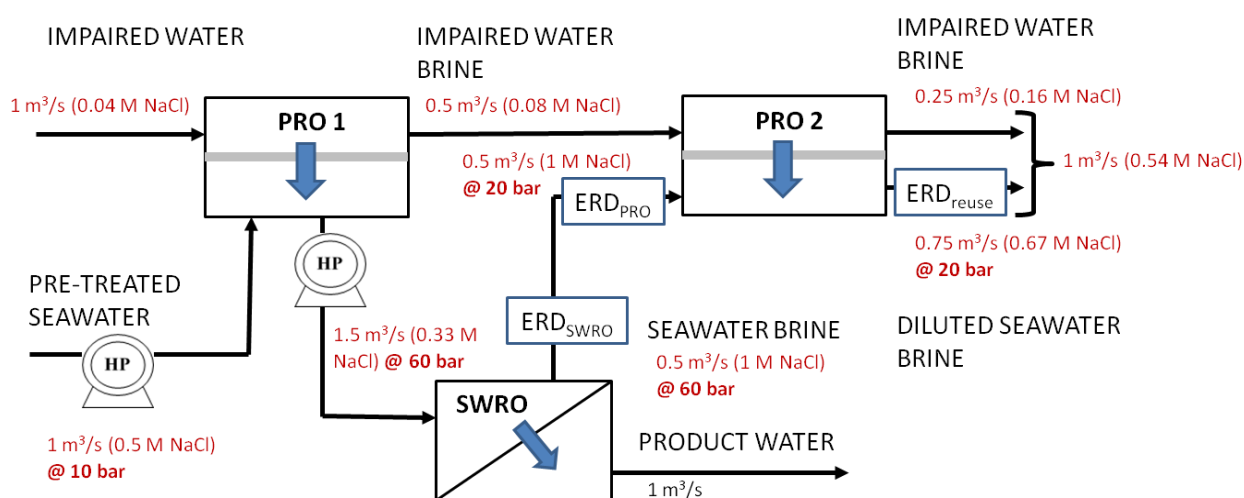 IMPAIRED WATER
1 m³/s (0.04 M NaCl)
PRO 1
IMPAIRED WATER
BRINE
0.5 m³/s (0.08 M NaCl)
PRO 2
IMPAIRED WATER
BRINE
0.25 m³/s (0.16 M NaCl)
1 m³/s (0.54 M NaCl)
0.5 m³/s (1 M NaCl)
@ 20 bar
ERD_PRO
ERD_reuse
0.75 m³/s (0.67 M NaCl)
@ 20 bar
DILUTED SEAWATER
BRINE
PRE-TREATED
SEAWATER
HP
1 m³/s (0.5 M NaCl)
@ 10 bar
HP
1.5 m³/s (0.33 M
NaCl) @ 60 bar
ERD_SWRO
SEAWATER BRINE
0.5 m³/s (1 M NaCl)
@ 60 bar
SWRO
PRODUCT WATER
1 m³/s